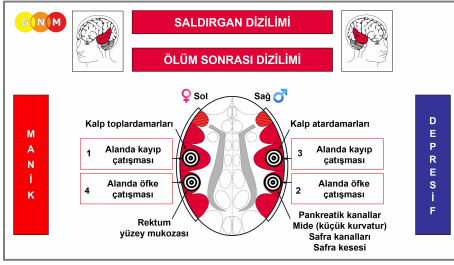 GNM
SALDIRGAN DİZİLİMİ
ÖLÜM SONRASI DİZİLİMİ
MANİK
DEPRESİF
Sol
Sağ
Kalp toplardamarları
Kalp atardamarları
1 Alanda kayıp
çatışması
3 Alanda kayıp
çatışması
4 Alanda öfke
çatışması
2 Alanda öfke
çatışması
Rektum
yüzey mukozası
Pankreatik kanallar
Mide (küçük kurvatur)
Safra kanalları
Safra kesesi